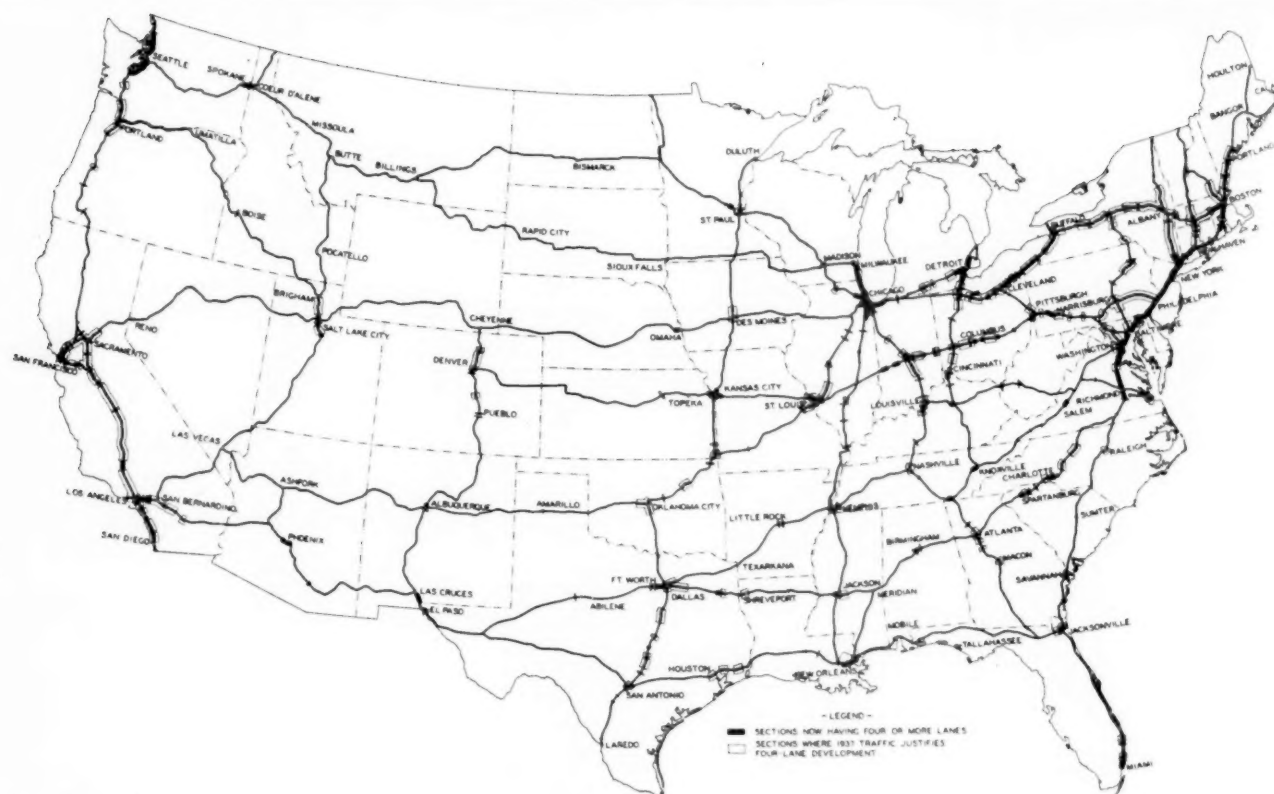 SEATTLE
SPOKANE
COEUR D'ALENE
MISSOULA
PORTLAND
UMATILLA
BUTTE
BILLINGS
BISMARCK
DULUTH
ST PAUL
HOULTON
BANGOR
PORTLAND
BOSTON
ALBANY
BUFFALO
BOISE
POCATELLO
RAPID CITY
SIOUX FALLS
MADISON
MILWAUKEE
DETROIT
CHICAGO
CLEVELAND
NEW YORK
PITTSBURGH
HARRISBURG
PHILADELPHIA
BRIGHAM
SALT LAKE CITY
CHEYENNE
OMAHA
DES MOINES
COLUMBUS
BALTIMORE
WASHINGTON
RENO
SACRAMENTO
SAN FRANCISCO
DENVER
TOPEKA
KANSAS CITY
ST LOUIS
LOUISVILLE
CINCINNATI
RICHMOND
SALEM
PUEBLO
LAS VEGAS
ASHFORK
NASHVILLE
KNOXVILLE
CHARLOTTE
RALEIGH
LOS ANGELES
SAN BERNARDINO
ALBUQUERQUE
AMARILLO
OKLAHOMA CITY
LITTLE ROCK
MEMPHIS
SPARTANBURG
SUMTER
SAN DIEGO
PHOENIX
TEXARKANA
BIRMINGHAM
ATLANTA
MACON
SAVANNAH
LAS CRUCES
EL PASO
FT WORTH
ABILENE
DALLAS
SHREVEPORT
JACKSON
MERIDIAN
MOBILE
TALLAHASSEE
JACKSONVILLE
HOUSTON
NEW ORLEANS
SAN ANTONIO
LAREDO
MIAMI
- LEGEND -
SECTIONS NOW HAVING FOUR OR MORE LANES
SECTIONS WHERE 1937 TRAFFIC JUSTIFIES
FOUR-LANE DEVELOPMENT